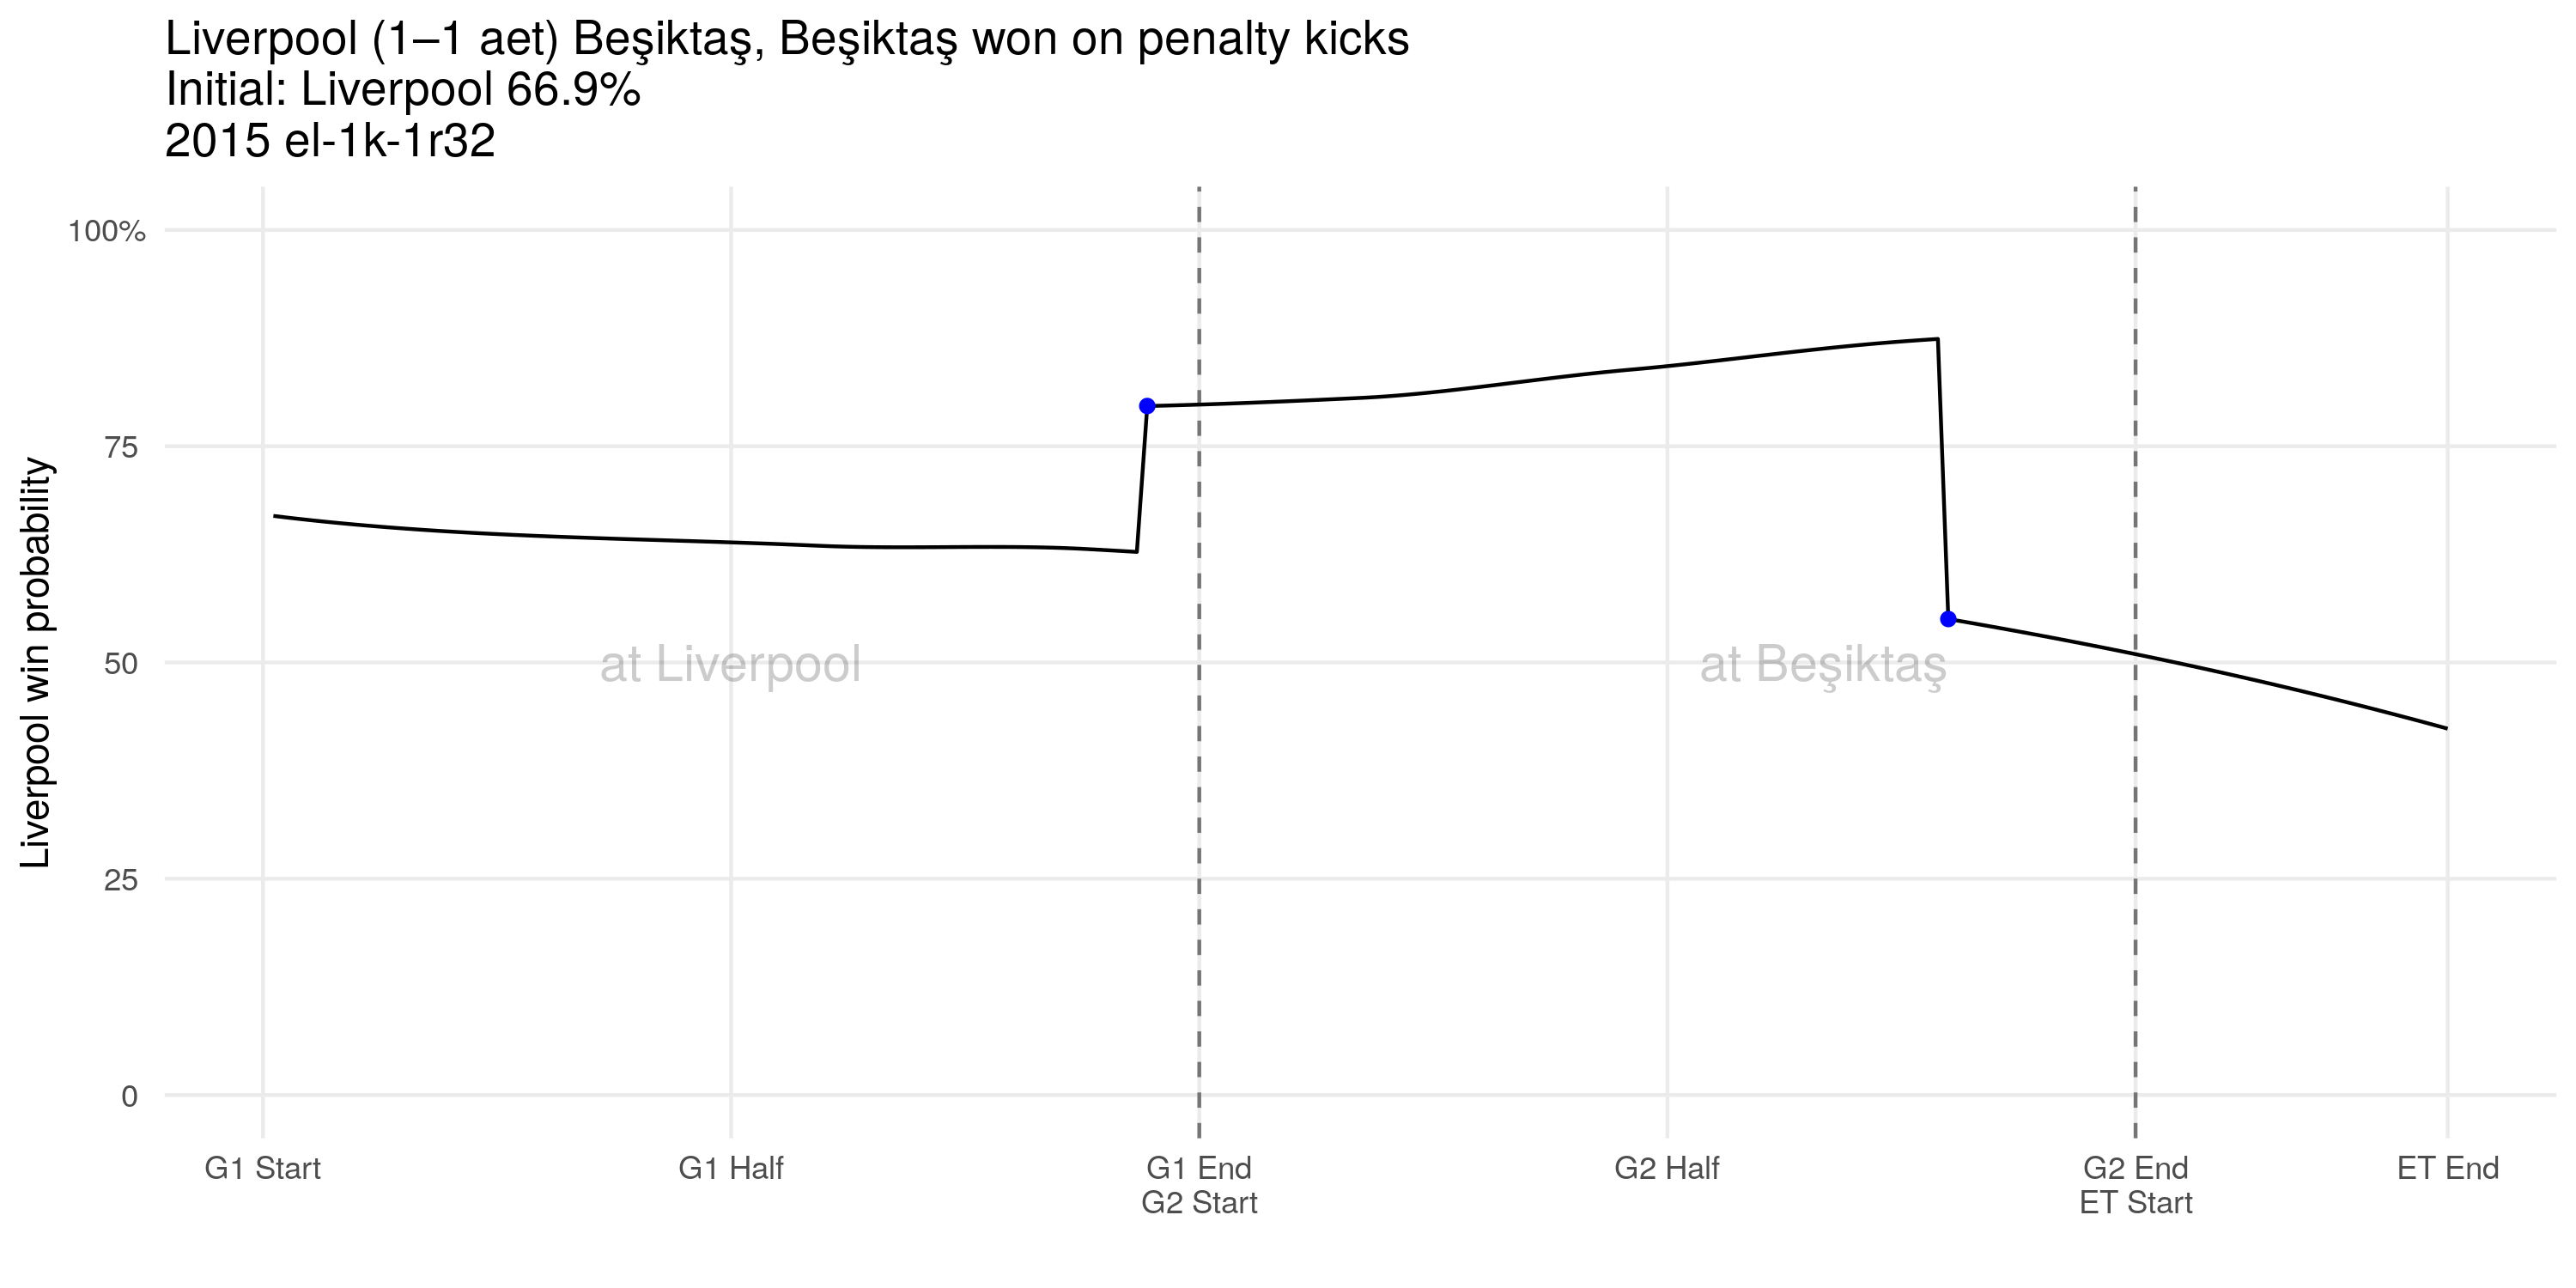 Liverpool (1–1 aet) Beşiktaş, Beşiktaş won on penalty kicks
Initial: Liverpool 66.9%
2015 el-1k-1r32
Liverpool win probability
100%
75
50
25
0
at Liverpool
at Beşiktaş
G1 Start
G1 Half
G1 End
G2 Start
G2 Half
G2 End
ET Start
ET End